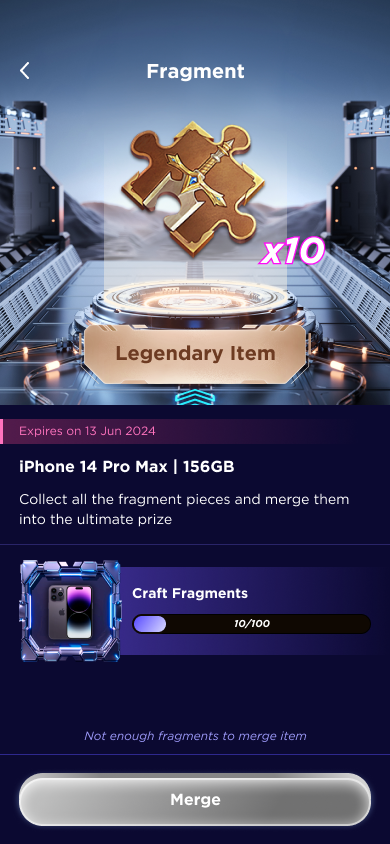 Fragment
x10
Legendary Item
Expires on 13 Jun 2024
iPhone 14 Pro Max | 156GB
Collect all the fragment pieces and merge them
into the ultimate prize
Craft Fragments
10/100
Not enough fragments to merge item
Merge